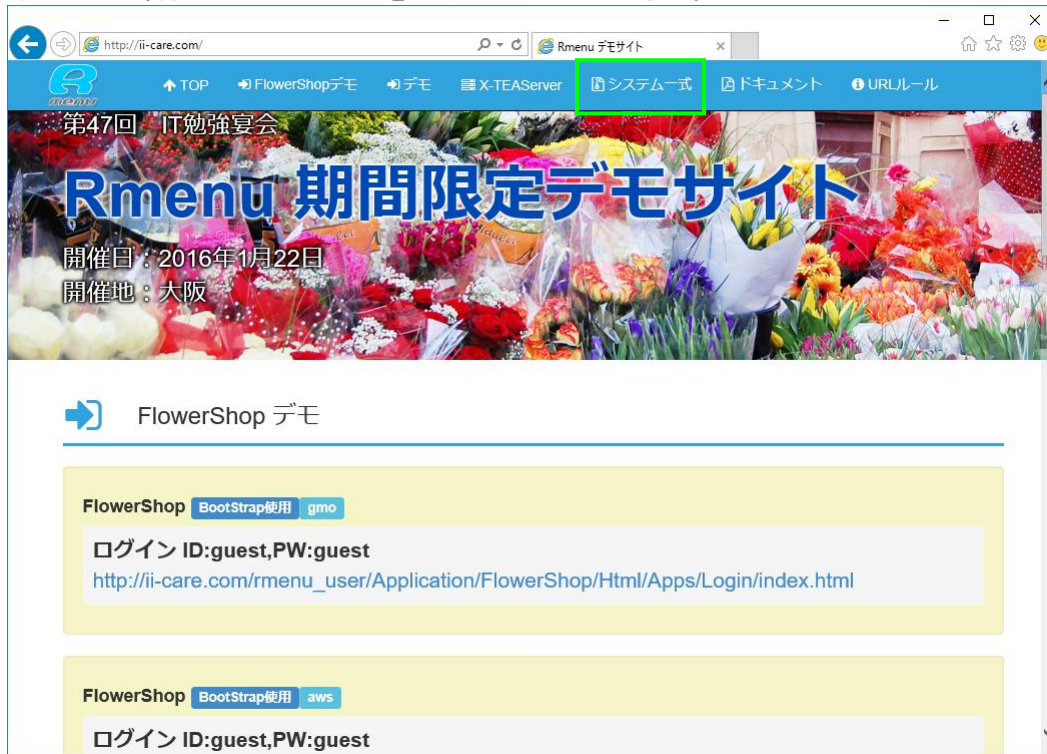 http://ii-care.com/
Rmenu デモサイト
Rmenu
TOP FlowerShopデモ デモ X-TEAServer システム一式 ドキュメント URLルール
第47回 IT勉強宴会
Rmenu 期間限定デモサイト
開催日:2016年1月22日
開催地:大阪
FlowerShop デモ
FlowerShop BootStrap使用 gmo
ログイン ID:guest,PW:guest
http://ii-care.com/rmenu_user/Application/FlowerShop/Html/Apps/Login/index.html
FlowerShop BootStrap使用 aws
ログイン ID:guest,PW:guest